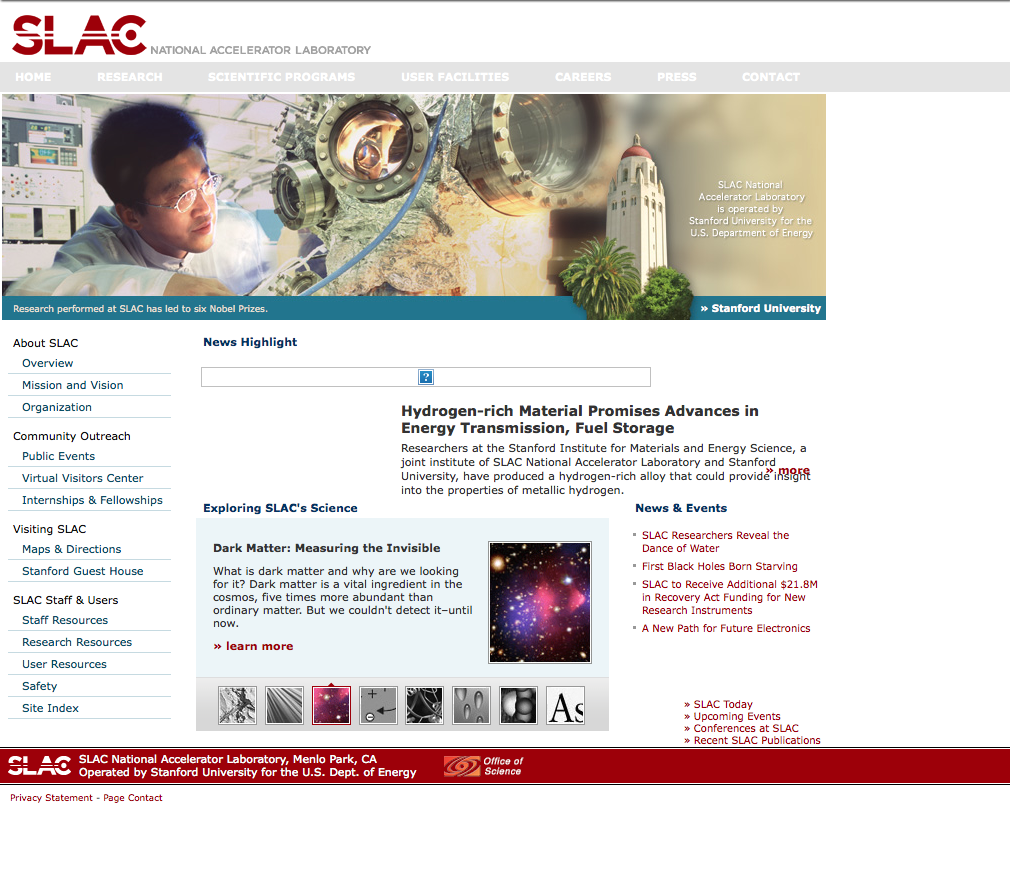 SLAC NATIONAL ACCELERATOR LABORATORY
HOME RESEARCH SCIENTIFIC PROGRAMS USER FACILITIES CAREERS PRESS CONTACT
SLAC National
Accelerator Laboratory
is operated by
Stanford University for the
U.S. Department of Energy
Research performed at SLAC has led to six Nobel Prizes.
» Stanford University
About SLAC
Overview
Mission and Vision
Organization
Community Outreach
Public Events
Virtual Visitors Center
Internships & Fellowships
Visiting SLAC
Maps & Directions
Stanford Guest House
SLAC Staff & Users
Staff Resources
Research Resources
User Resources
Safety
Site Index
News Highlight
?
Hydrogen-rich Material Promises Advances in
Energy Transmission, Fuel Storage
Researchers at the Stanford Institute for Materials and Energy Science, a
joint institute of SLAC National Accelerator Laboratory and Stanford
University, have produced a hydrogen-rich alloy that could provide insight
into the properties of metallic hydrogen.
» more
Exploring SLAC's Science
Dark Matter: Measuring the Invisible
What is dark matter and why are we looking
for it? Dark matter is a vital ingredient in the
cosmos, five times more abundant than
ordinary matter. But we couldn't detect it–until
now.
» learn more
As
News & Events
SLAC Researchers Reveal the
Dance of Water
First Black Holes Born Starving
SLAC to Receive Additional $21.8M
in Recovery Act Funding for New
Research Instruments
A New Path for Future Electronics
» SLAC Today
» Upcoming Events
» Conferences at SLAC
» Recent SLAC Publications
SLAC
SLAC National Accelerator Laboratory, Menlo Park, CA
Operated by Stanford University for the U.S. Dept. of Energy
Office of
Science
Privacy Statement - Page Contact